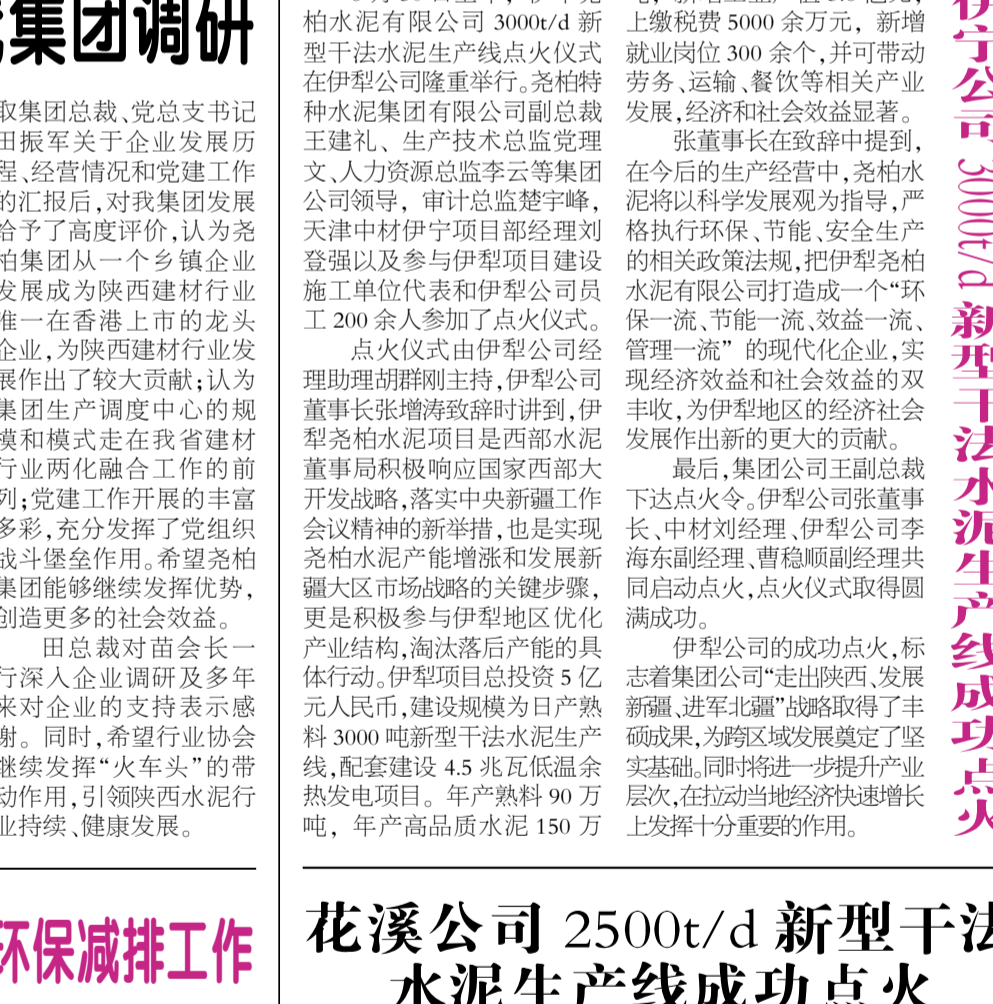 集团调研
取集团总裁、党总支书记
田振军关于企业发展历
程、经营情况和党建工作
的汇报后,对我集团发展
给予了高度评价,认为尧
柏集团从一个乡镇企业
发展成为陕西建材行业
唯一在香港上市的龙头
企业,为陕西建材行业发
展作出了较大贡献;认为
集团生产调度中心的规
模和模式走在我省建材
行业两化融合工作的前
列;党建工作开展的丰富
多彩,充分发挥了党组织
战斗堡垒作用。希望尧柏
集团能够继续发挥优势,
创造更多的社会效益。
田总裁对苗会长一
行深入企业调研及多年
来对企业的支持表示感
谢。同时,希望行业协会
继续发挥“火车头”的带
动作用,引领陕西水泥行
业持续、健康发展。
环保减排工作
柏水泥有限公司 3000t/d 新
型干法水泥生产线点火仪式
在伊犁公司隆重举行。尧柏特
种水泥集团有限公司副总裁
王建礼、生产技术总监党理
文、人力资源总监李云等集团
公司领导，审计总监楚宇峰，
天津中材伊宁项目部经理刘
登强以及参与伊犁项目建设
施工单位代表和伊犁公司员
工 200 余人参加了点火仪式。
点火仪式由伊犁公司经
理助理胡群刚主持,伊犁公司
董事长张增涛致辞时讲到,伊
犁尧柏水泥项目是西部水泥
董事局积极响应国家西部大
开发战略,落实中央新疆工作
会议精神的新举措,也是实现
尧柏水泥产能增涨和发展新
疆大区市场战略的关键步骤，
更是积极参与伊犁地区优化
产业结构,淘汰落后产能的具
体行动。伊犁项目总投资 5 亿
元人民币,建设规模为日产熟
料 3000 吨新型干法水泥生产
线,配套建设 4.5 兆瓦低温余
热发电项目。年产熟料 90 万
吨，年产高品质水泥 150 万
上缴税费 5000 余万元，新增
就业岗位 300 余个,并可带动
劳务、运输、餐饮等相关产业
发展,经济和社会效益显著。
张董事长在致辞中提到，
在今后的生产经营中,尧柏水
泥将以科学发展观为指导,严
格执行环保、节能、安全生产
的相关政策法规,把伊犁尧柏
水泥有限公司打造成一个“环
保一流、节能一流、效益一流、
管理一流” 的现代化企业,实
现经济效益和社会效益的双
丰收,为伊犁地区的经济社会
发展作出新的更大的贡献。
最后,集团公司王副总裁
下达点火令。伊犁公司张董事
长、中材刘经理、伊犁公司李
海东副经理、曹稳顺副经理共
同启动点火,点火仪式取得圆
满成功。
伊犁公司的成功点火,标
志着集团公司“走出陕西、发展
新疆、进军北疆”战略取得了丰
硕成果,为跨区域发展奠定了坚
实基础。同时将进一步提升产业
层次,在拉动当地经济快速增长
上发挥十分重要的作用。
伊宁公司 3000t/d 新型干法水泥生产线成功点火
花溪公司 2500t/d 新型干法
水泥生产线成功点火